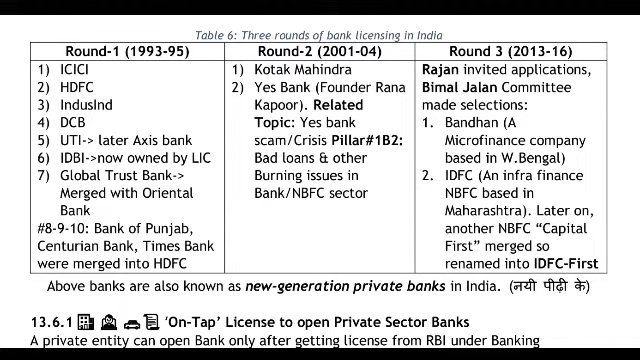 Table 6: Three rounds of bank licensing in India
Round-1 (1993-95)
1) ICICI
2) HDFC
3) IndusInd
4) DCB
5) UTI-> later Axis bank
6) IDBI->now owned by LIC
7) Global Trust Bank->
Merged with Oriental
Bank
#8-9-10: Bank of Punjab,
Centurian Bank, Times Bank
were merged into HDFC
Round-2 (2001-04)
1) Kotak Mahindra
2) Yes Bank (Founder Rana
Kapoor). Related
Topic: Yes bank
scam/Crisis Pillar#1B2:
Bad loans & other
Burning issues in
Bank/NBFC sector
Round 3 (2013-16)
Rajan invited applications,
Bimal Jalan Committee
made selections:
1. Bandhan (A
Microfinance company
based in W.Bengal)
2. IDFC (An infra finance
NBFC based in
Maharashtra). Later on,
another NBFC “Capital
First” merged so
renamed into IDFC-First
Above banks are also known as new-generation private banks in India. (नयी पीढ़ी के)
13.6.1 ‘On-Tap’ License to open Private Sector Banks
A private entity can open Bank only after getting license from RBI under Banking